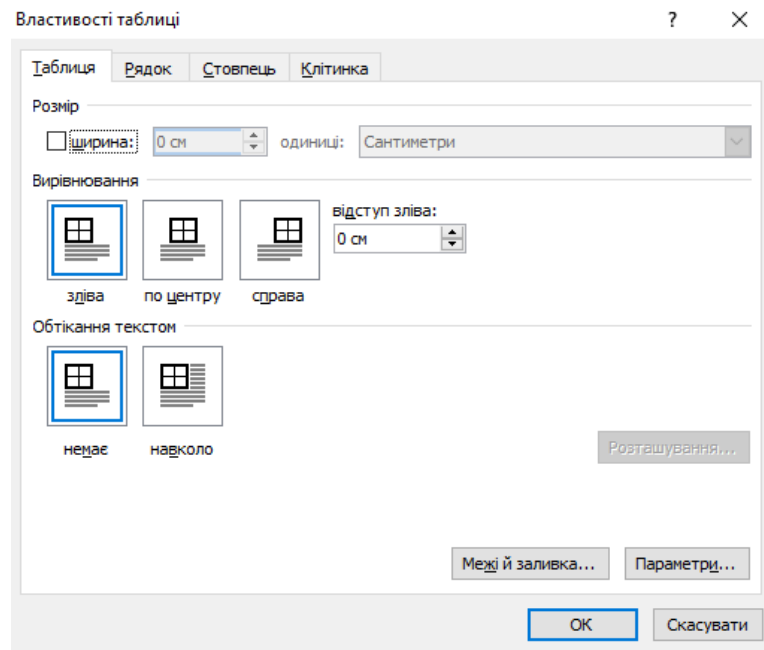 Властивості таблиці ?
Таблиця Рядок Стовпець Клітинка
Розмір
ширина: 0 см одиниці: Сантиметри
Вирівнювання
відступ зліва:
0 см
зліва по центру справа
Обтікання текстом
немає навколо
Розташування...
Межі й заливка... Параметри...
ОК Скасувати